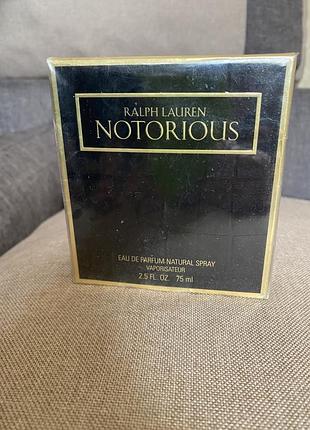 RALPH LAUREN
NOTORIOUS
EAU DE PARFUM NATURAL SPRAY
VAPORISATEUR
2.5 FL. OZ. 75 ml